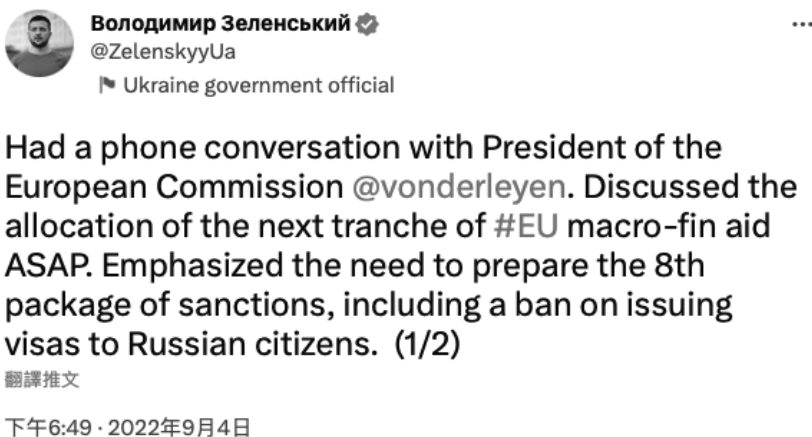 Володимир Зеленський
@ZelenskyyUa
Ukraine government official
Had a phone conversation with President of the
European Commission @vonderleyen. Discussed the
allocation of the next tranche of #EU macro-fin aid
ASAP. Emphasized the need to prepare the 8th
package of sanctions, including a ban on issuing
visas to Russian citizens.  (1/2)
翻譯推文
下午6:49 · 2022年9月4日